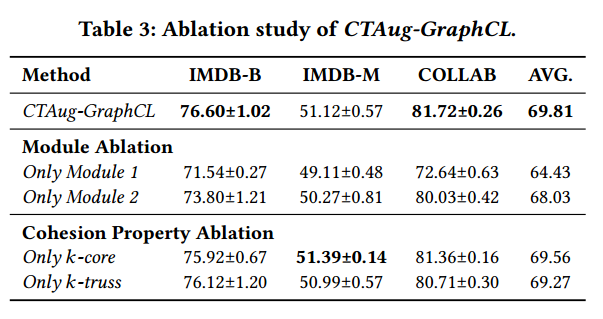 Table 3: Ablation study of CTAug-GraphCL.
Method IMDB-B IMDB-M COLLAB AVG.
CTAug-GraphCL 76.60±1.02 51.12±0.57 81.72±0.26 69.81
Module Ablation
Only Module 1 71.54±0.27 49.11±0.48 72.64±0.63 64.43
Only Module 2 73.80±1.21 50.27±0.81 80.03±0.42 68.03
Cohesion Property Ablation
Only k-core 75.92±0.67 51.39±0.14 81.36±0.16 69.56
Only k-truss 76.12±1.20 50.99±0.57 80.71±0.30 69.27